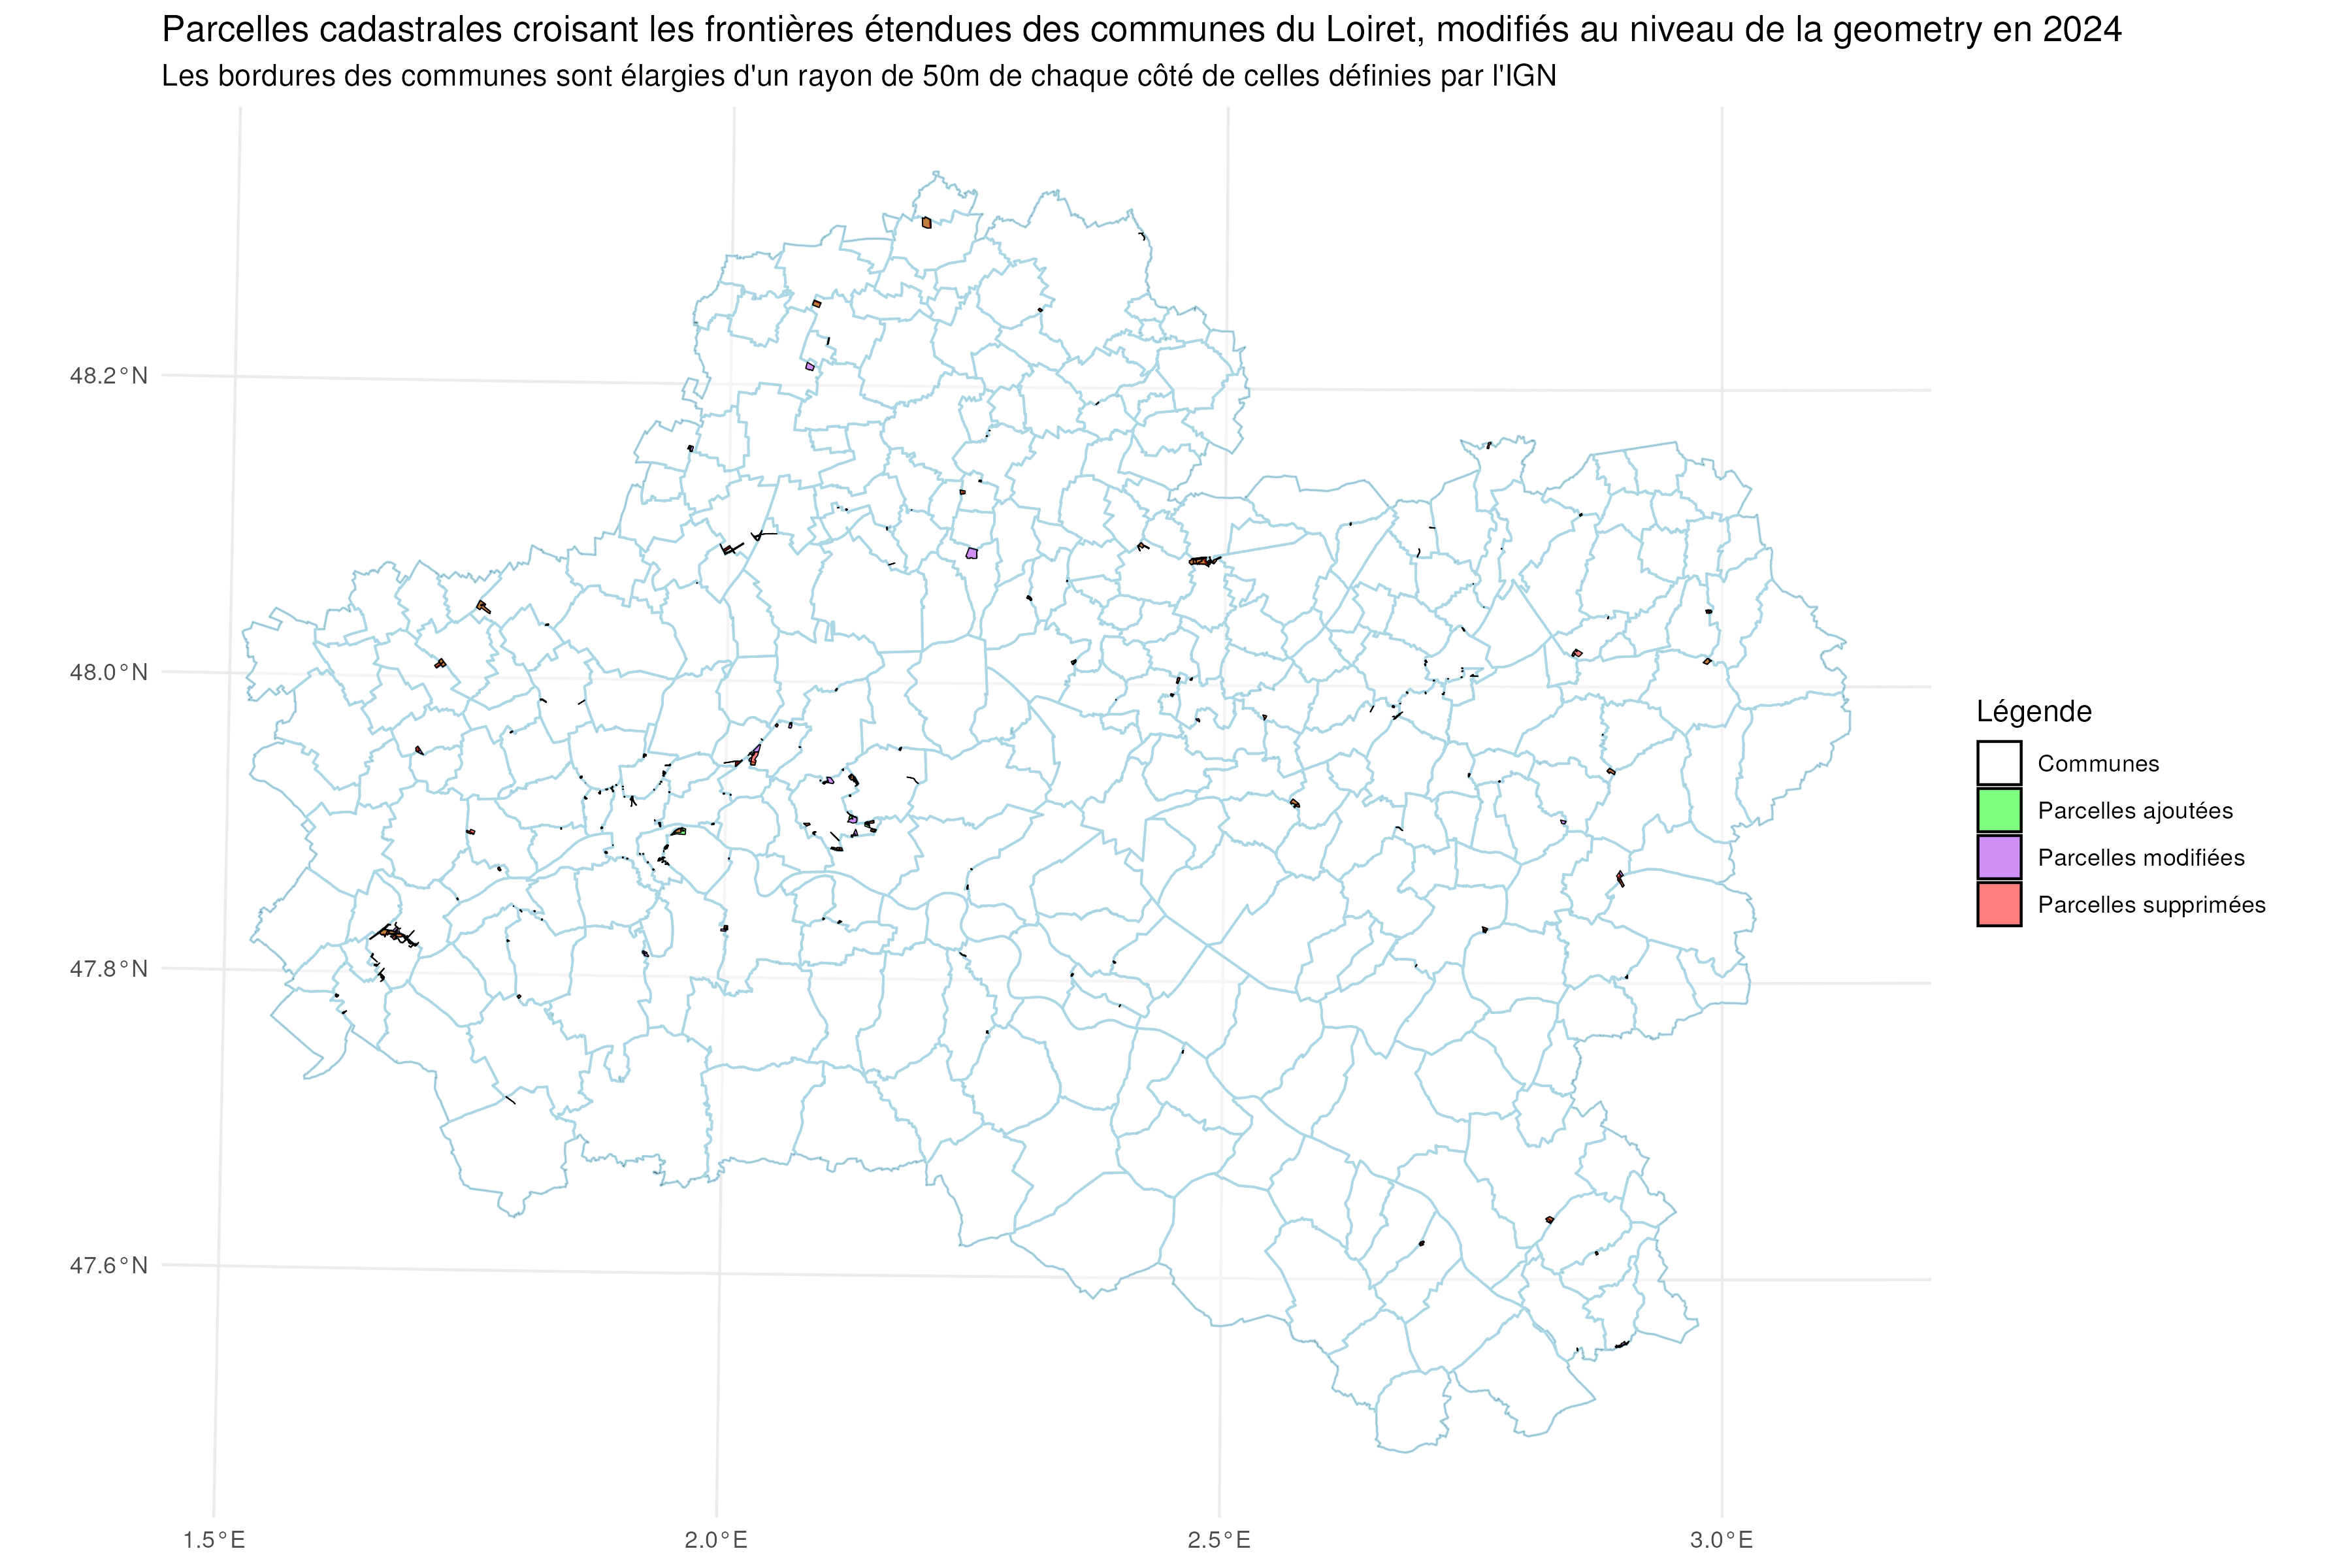 Parcelles cadastrales croisant les frontières étendues des communes du Loiret, modifiés au niveau de la geometry en 2024
Les bordures des communes sont élargies d'un rayon de 50m de chaque côté de celles définies par l'IGN
48.2°N
48.0°N
47.8°N
47.6°N
1.5°E
2.0°E
2.5°E
3.0°E
Légende
Communes
Parcelles ajoutées
Parcelles modifiées
Parcelles supprimées